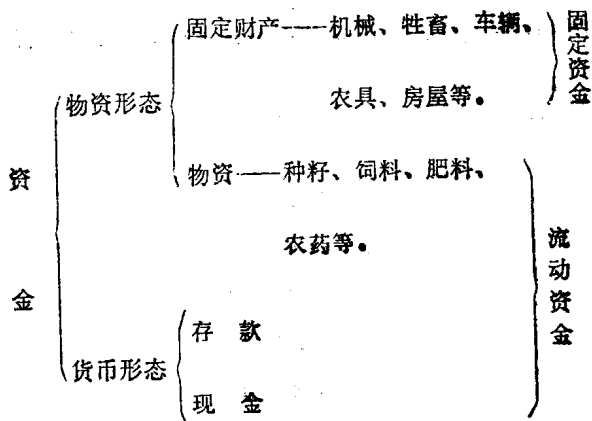 固定财产——机械、牲畜、车辆、
农具、房屋等。
固定资金
物资形态
物资——种籽、饲料、肥料、
农药等。
资金
流动资金
货币形态
存款
现金